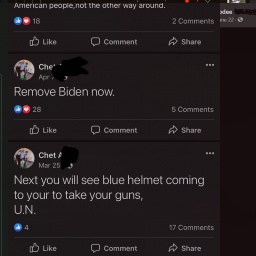 American people,not the other way around.
18
2 Comments
Like
Comment
Share
Chet
Apr
Remove Biden now.
28
5 Comments
Like
Comment
Share
Chet
Mar 25
Next you will see blue helmet coming
to your to take your guns,
U.N.
4
17 Comments
Like
Comment
Share